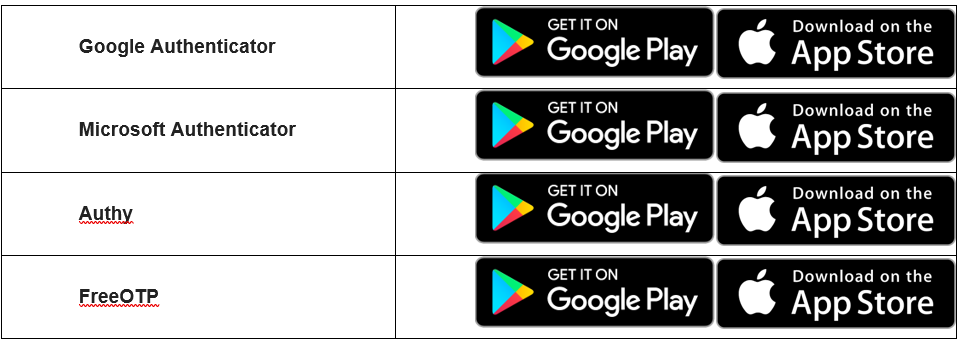 Google Authenticator
GET IT ON
Google Play
Download on the
App Store
Microsoft Authenticator
GET IT ON
Google Play
Download on the
App Store
Authy
GET IT ON
Google Play
Download on the
App Store
FreeOTP
GET IT ON
Google Play
Download on the
App Store